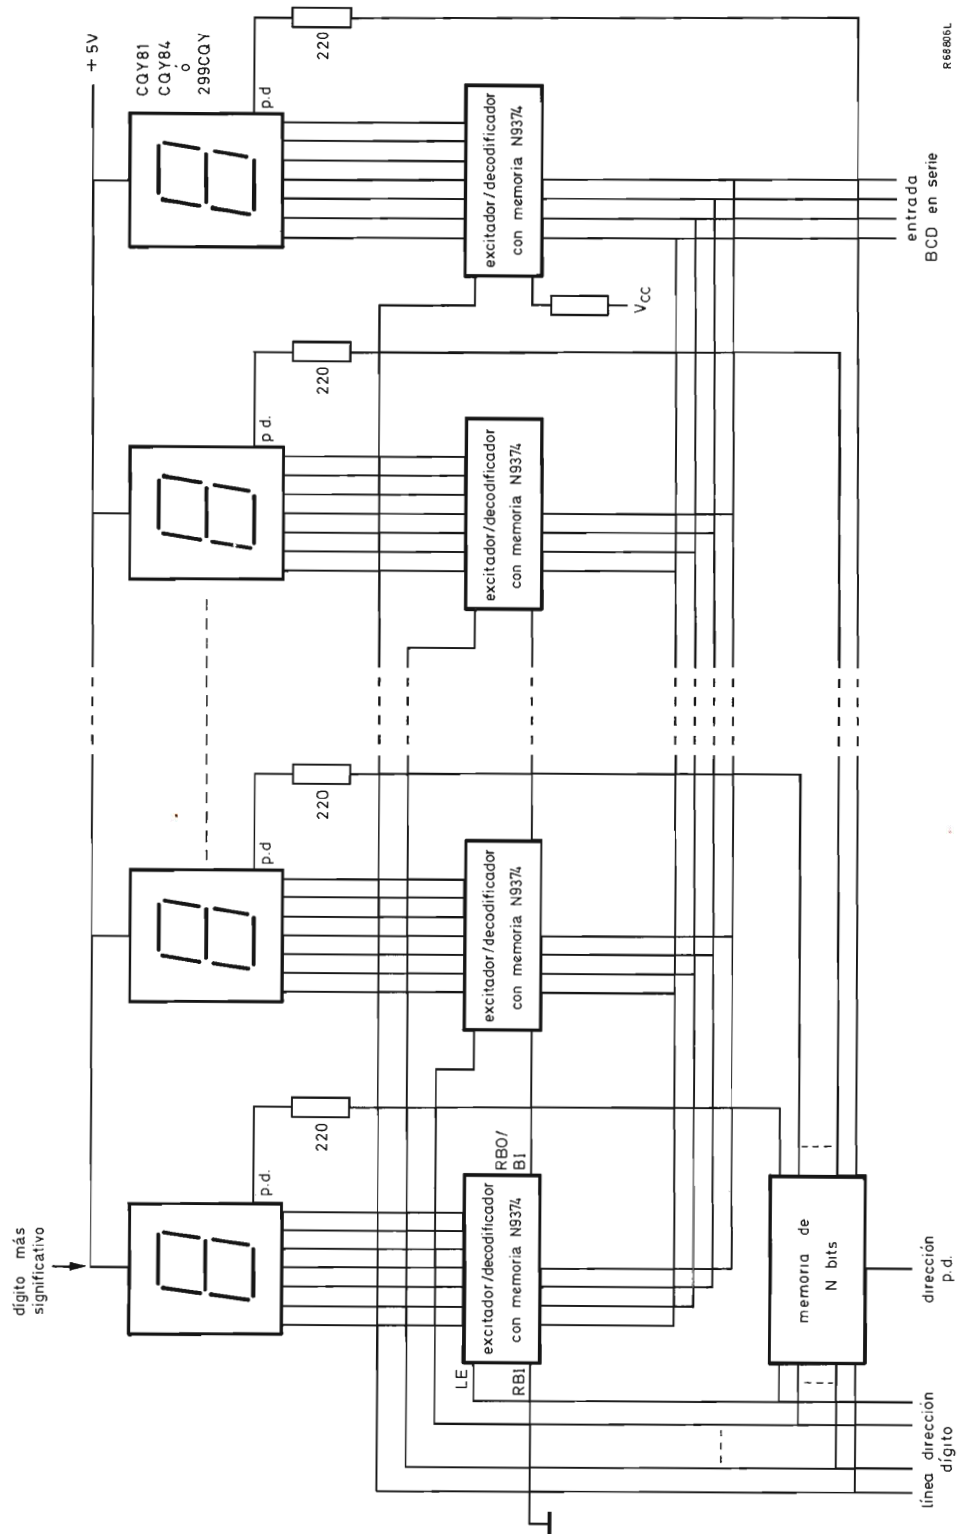 dígito más
significativo
+5V
CQY81
CQY84
ó
299CQY
p.d.
p.d
p d.
p.d
220
220
220
220
LE
RBI
RBO/
BI
excitador/decodificador
con memoria N9374
excitador/decodificador
con memoria N9374
excitador/decodificador
con memoria N9374
excitador/decodificador
con memoria N9374
VCC
memoria de
N bits
línea dirección
dígito
dirección
p.d.
entrada
BCD en serie
R68806L